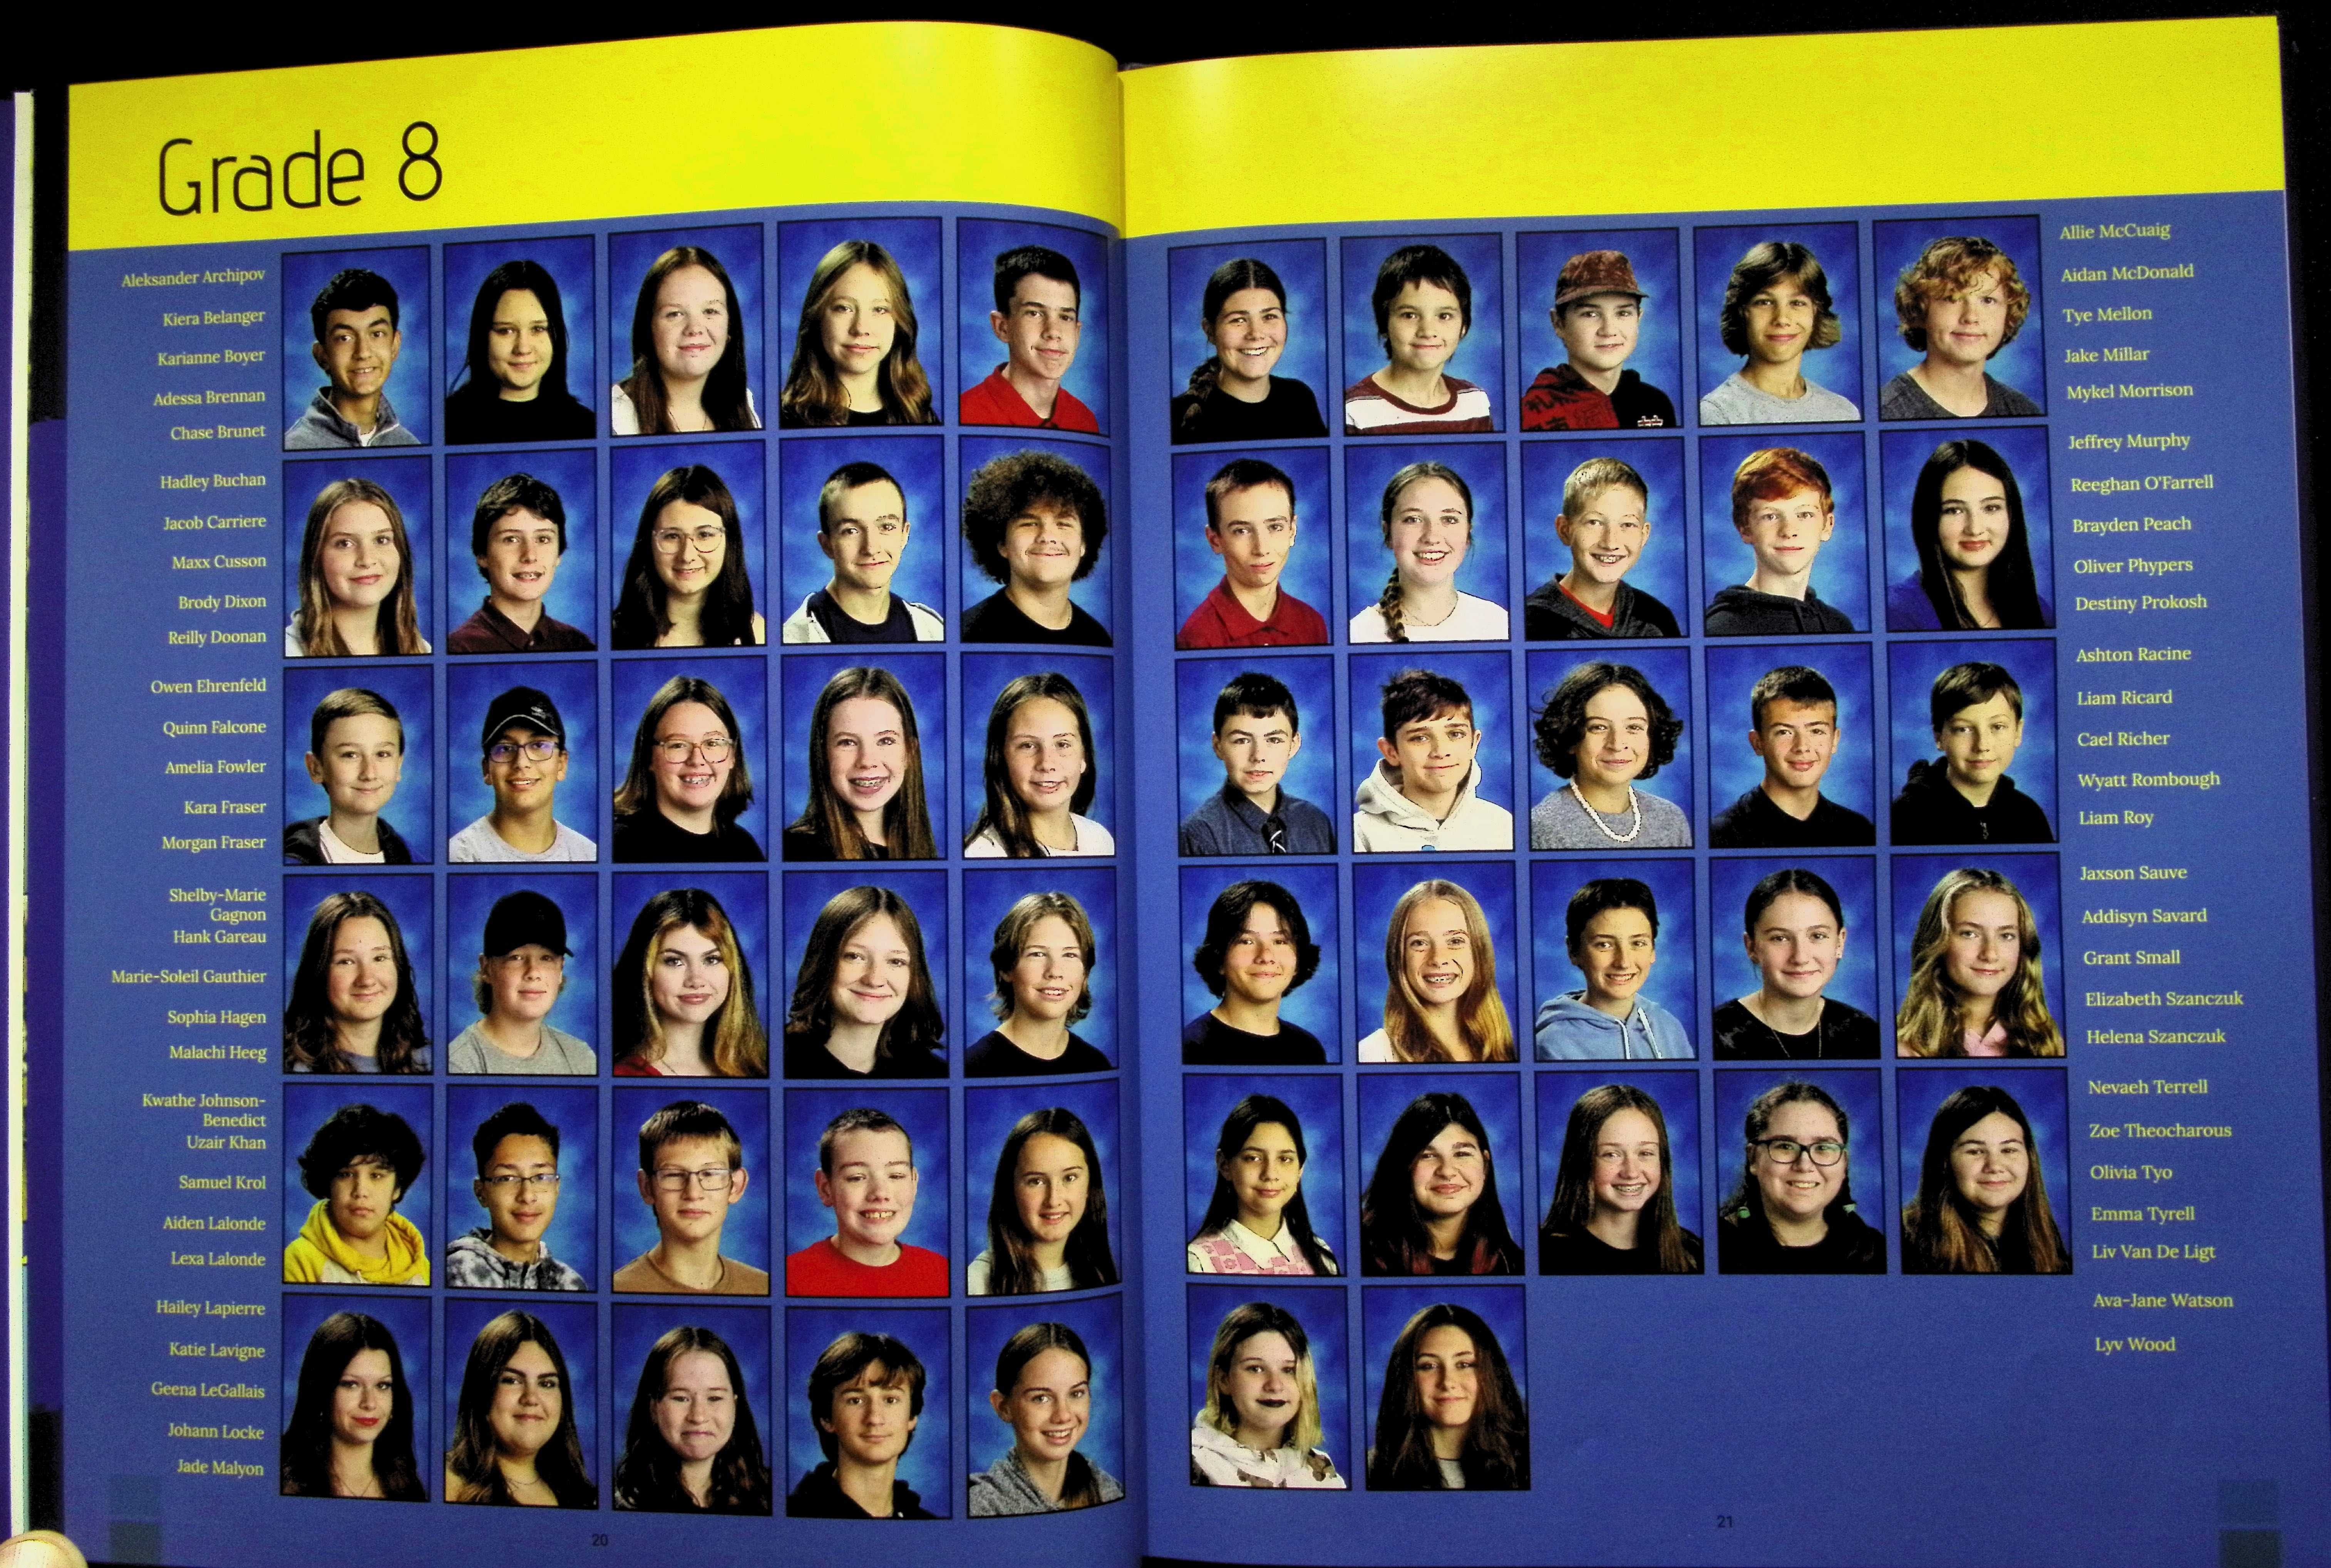 Grade 8
Aleksander Archipov
Kiera Belanger
Karianne Boyer
Adessa Brennan
Chase Brunet
Hadley Buchan
Jacob Carriere
Maxx Cusson
Brody Dixon
Reilly Doonan
Owen Ehrenfeld
Quinn Falcone
Amelia Fowler
Kara Fraser
Morgan Fraser
Shelby-Marie
Gagnon
Hank Gareau
Marie-Soleil Gauthier
Sophia Hagen
Malachi Heeg
Kwathe Johnson-
Benedict
Uzair Khan
Samuel Krol
Aiden Lalonde
Lexa Lalonde
Hailey Lapierre
Katie Lavigne
Geena LeGallais
Johann Locke
Jade Malyon
20
Allie McCuaig
Aidan McDonald
Tye Mellon
Jake Millar
Mykel Morrison
Jeffrey Murphy
Reeghan O'Farrell
Brayden Peach
Oliver Phypers
Destiny Prokosh
Ashton Racine
Liam Ricard
Cael Richer
Wyatt Rombough
Liam Roy
Jaxson Sauve
Addisyn Savard
Grant Small
Elizabeth Szanczuk
Helena Szanczuk
Nevaeh Terrell
Zoe Theocharous
Olivia Tyo
Emma Tyrell
Liv Van De Ligt
Ava-Jane Watson
Lyv Wood
21